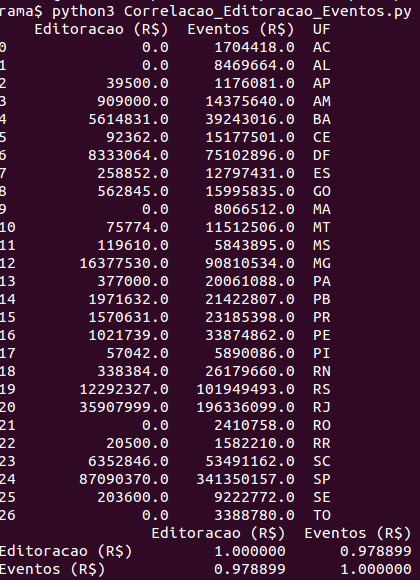 rama$ python3 Correlacao_Editoracao_Eventos.py
Editoracao (R$) Eventos (R$) UF
0 0.0 1704418.0 AC
1 0.0 8469664.0 AL
2 39500.0 1176081.0 AP
3 909000.0 14375640.0 AM
4 5614831.0 39243016.0 BA
5 92362.0 15177501.0 CE
6 8333064.0 75102896.0 DF
7 258852.0 12797431.0 ES
8 562845.0 15995835.0 GO
9 0.0 8066512.0 MA
10 75774.0 11512506.0 MT
11 119610.0 5843895.0 MS
12 16377530.0 90810534.0 MG
13 377000.0 20061088.0 PA
14 1971632.0 21422807.0 PB
15 1570631.0 23185398.0 PR
16 1021739.0 33874862.0 PE
17 57042.0 5890086.0 PI
18 338384.0 26179660.0 RN
19 12292327.0 101949493.0 RS
20 35907999.0 196336099.0 RJ
21 0.0 2410758.0 RO
22 20500.0 1582210.0 RR
23 6352846.0 53491162.0 SC
24 87090370.0 341350157.0 SP
25 203600.0 9222772.0 SE
26 0.0 3388780.0 TO
Editoracao (R$) Eventos (R$)
Editoracao (R$) 1.000000 0.978899
Eventos (R$) 0.978899 1.000000